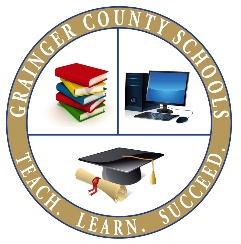 GRAINGER COUNTY SCHOOLS
TEACH. LEARN. SUCCEED.